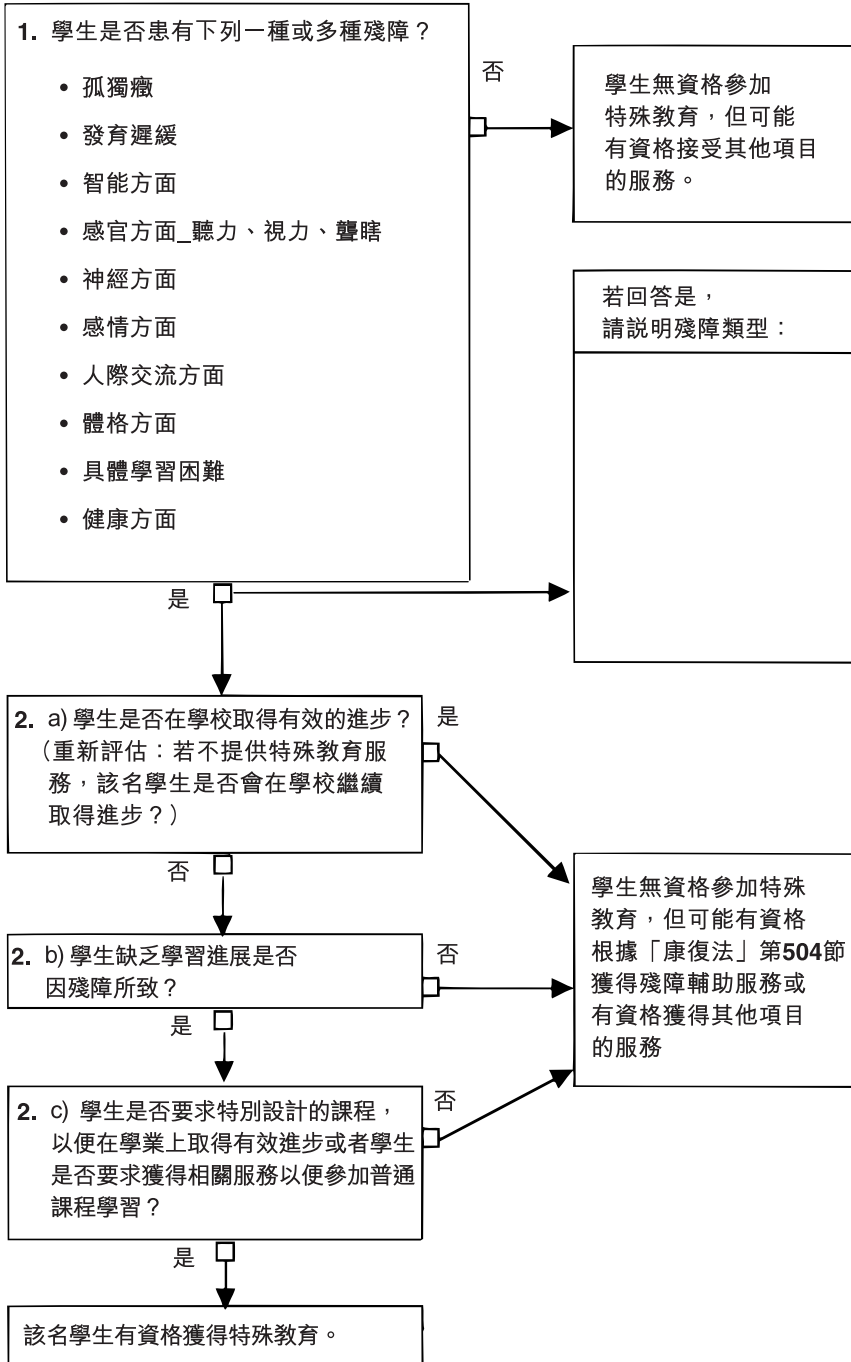 1. 學生是否患有下列一種或多種殘障？
• 孤獨癥
• 發育遲緩
• 智能方面
• 感官方面_聽力、視力、聾瞎
• 神經方面
• 感情方面
• 人際交流方面
• 體格方面
• 具體學習困難
• 健康方面
否
學生無資格參加
特殊教育，但可能
有資格接受其他項目
的服務。
若回答是，
請説明殘障類型：
是
2. a) 學生是否在學校取得有效的進步？
（重新評估：若不提供特殊教育服
務，該名學生是否會在學校繼續
取得進步？）
是
否
2. b) 學生缺乏學習進展是否
因殘障所致？
否
學生無資格參加特殊
教育，但可能有資格
根據「康復法」第504節
獲得殘障輔助服務或
有資格獲得其他項目
的服務
是
2. c) 學生是否要求特別設計的課程，
以便在學業上取得有效進步或者學生
是否要求獲得相關服務以便參加普通
課程學習？
否
是
該名學生有資格獲得特殊教育。